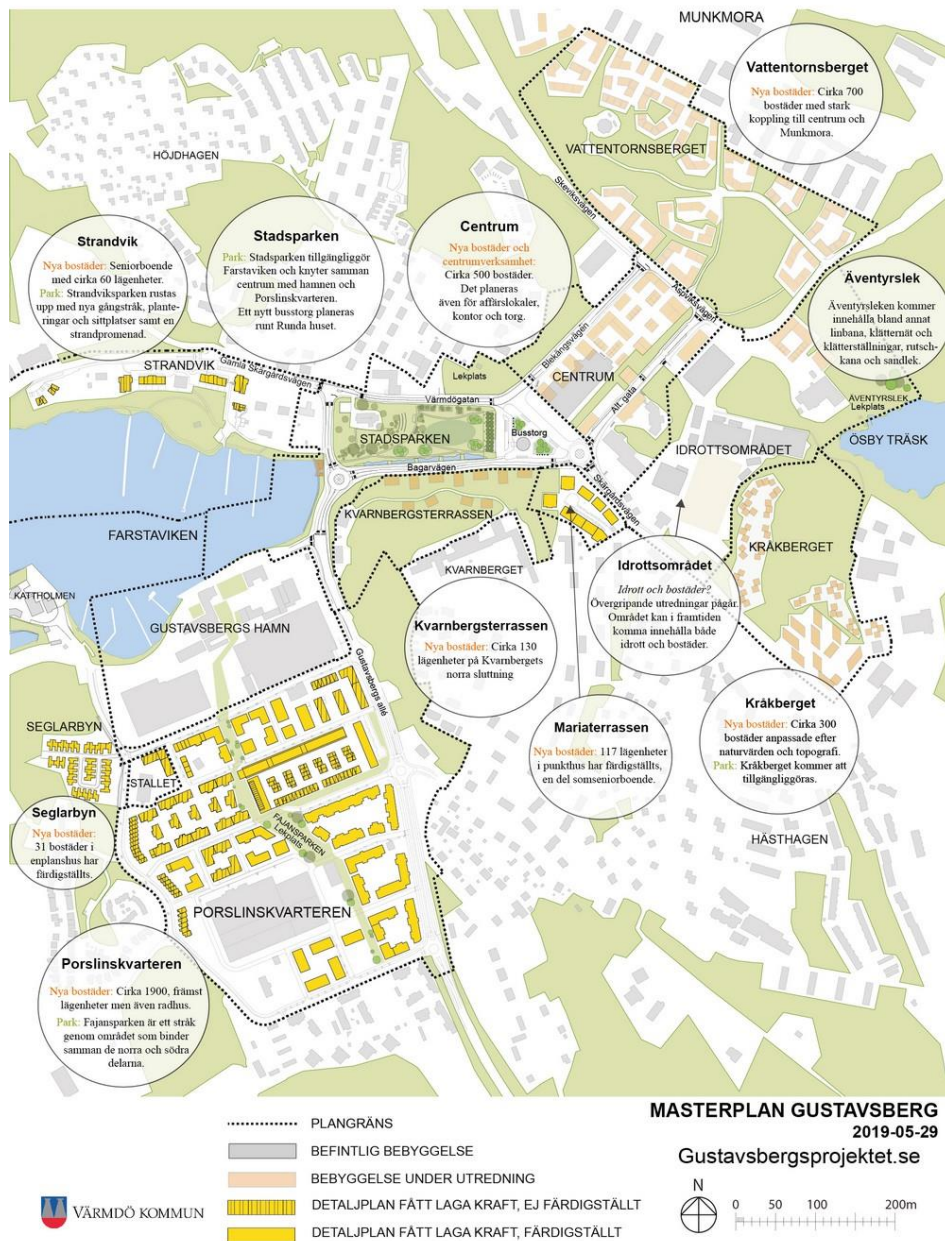 MUNKMORA
Vattentornsberget
Nya bostäder: Cirka 700
bostäder med stark
koppling till centrum och
Munkmora.
HÖJDHAGEN
VATTENTORNSBERGET
Skeviksvägen
Strandvik
Nya bostäder: Seniorboende
med cirka 60 lägenheter.
Park: Strandviksparken rustas
upp med nya gångstråk, plante-
ringar och sittplatser samt en
strandpromenad.
Stadsparken
Park: Stadsparken tillgängliggör
Farstaviken och knyter samman
centrum med hamnen och
Porslinskvarteren.
Ett nytt busstorg planeras
runt Runda huset.
Centrum
Nya bostäder och
centrumverksamhet:
Cirka 500 bostäder.
Det planeras
även för affärslokaler,
kontor och torg.
Äventyrslek
Äventyrsleken kommer
innehålla bland annat
linbana, klätternät och
klätterställningar, rutsch-
kana och sandlek.
Aspviksvägen
Blekängsvägen
STRANDVIK
Gamla Skärgårdsvägen
Lekplats
CENTRUM
Värmdögatan
Att. gata
ÄVENTYRSLEK
Lekplats
ÖSBY TRÄSK
STADSPARKEN
Busstorg
IDROTTSOMRÅDET
Bagarvägen
Skärgårdsvägen
KVARNBERGSTERRASSEN
FARSTAVIKEN
KRÅKBERGET
KVARNBERGET
Idrottsområdet
Idrott och bostäder?
Övergripande utredningar pågår.
Området kan i framtiden
komma innehålla både
idrott och bostäder.
KATTHOLMEN
GUSTAVSBERGS HAMN
Kvarnbergsterrassen
Nya bostäder: Cirka 130
lägenheter på Kvarnbergets
norra sluttning
Gustavsbergs allé
Mariaterrassen
Nya bostäder: 117 lägenheter
i punkthus har färdigställts,
en del somseniorboende.
Kråkberget
Nya bostäder: Cirka 300
bostäder anpassade efter
naturvärden och topografi.
Park: Kråkberget kommer att
tillgängliggöras.
SEGLARBYN
STALLET
Seglarbyn
Nya bostäder:
31 bostäder i
enplanshus har
färdigställts.
FAJANSPARKEN
Lekplats
HÄSTHAGEN
PORSLINSKVARTEREN
Porslinskvarteren
Nya bostäder: Cirka 1900, främst
lägenheter men även radhus.
Park: Fajansparken är ett stråk
genom området som binder
samman de norra och södra
delarna.
MASTERPLAN GUSTAVSBERG
2019-05-29
Gustavsbergsprojektet.se
PLANGRÄNS
BEFINTLIG BEBYGGELSE
BEBYGGELSE UNDER UTREDNING
DETALJPLAN FÅTT LAGA KRAFT, EJ FÄRDIGSTÄLLT
DETALJPLAN FÅTT LAGA KRAFT, FÄRDIGSTÄLLT
VÄRMDÖ KOMMUN
N
0 50 100 200m